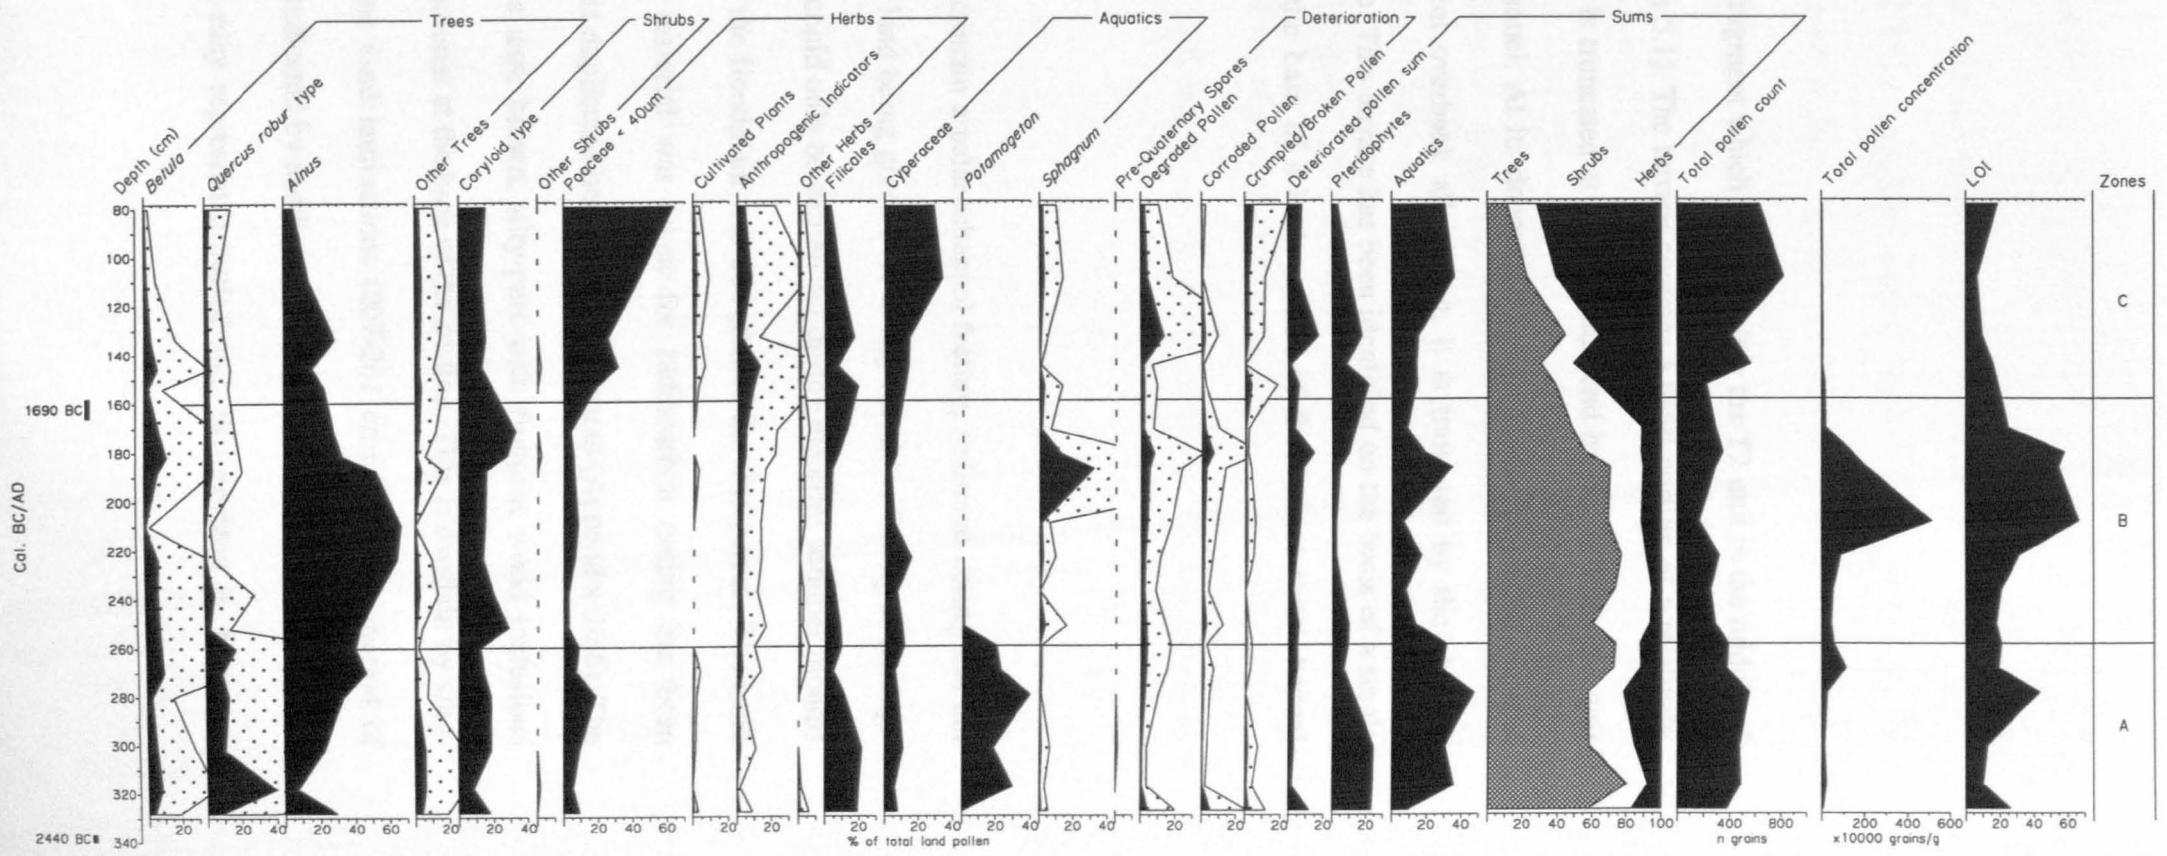 Trees Shrubs Herbs Aquatics Deterioration Sums
Depth (cm)
Betula
Quercus robur type
Alnus
Other Trees
Coryloid type
Other Shrubs
Poaceae < 40um
Cultivated Plants
Anthropogenic Indicators
Other Herbs
Filicales
Cyperaceae
Potamogeton
Sphagnum
Pre-Quaternary Spores
Degraded Pollen
Corroded Pollen
Crumpled/Broken Pollen
Deteriorated pollen sum
Pteridophytes
Aquatics
Trees
Shrubs
Herbs
Total pollen count
Total pollen concentration
LOI
Zones
80
100
120
140
160
180
200
220
240
260
280
300
320
340
1690 BC
2440 BC
Cal. BC/AD
C
B
A
20 20 40 20 40 60 20 20 20 40 60 20 20 20 20 20 40 20 40 20 40 20 20 20 20 20 20 40 20 40 60 80 100 400 800 200 400 600 20 40 60
% of total land pollen
n grains
x10000 grains/g